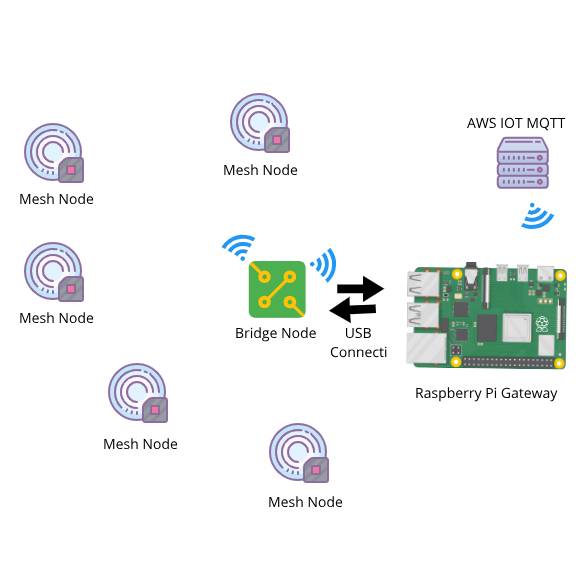 AWS IOT MQTT
Mesh Node
Mesh Node
Mesh Node
Bridge Node
USB
Connecti
Raspberry Pi Gateway
Mesh Node
Mesh Node